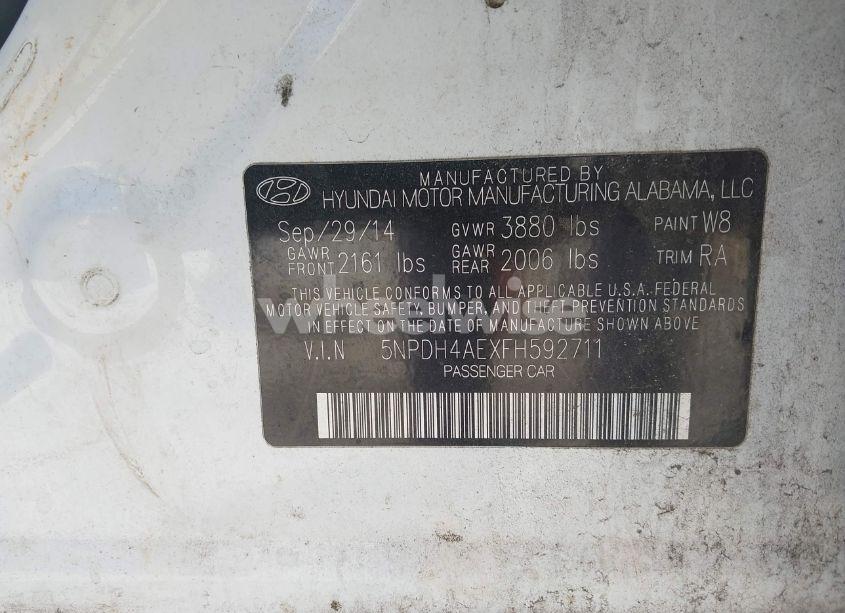 MANUFACTURED BY
HYUNDAI MOTOR MANUFACTURING ALABAMA, LLC
Sep/29/14 GVWR 3880 lbs PAINT W8
GAWR FRONT 2161 lbs GAWR REAR 2006 lbs TRIM RA
THIS VEHICLE CONFORMS TO ALL APPLICABLE U.S.A. FEDERAL
MOTOR VEHICLE SAFETY, BUMPER, AND THEFT PREVENTION STANDARDS
IN EFFECT ON THE DATE OF MANUFACTURE SHOWN ABOVE
V.I.N 5NPDH4AEXFH592711
PASSENGER CAR
wheelwise